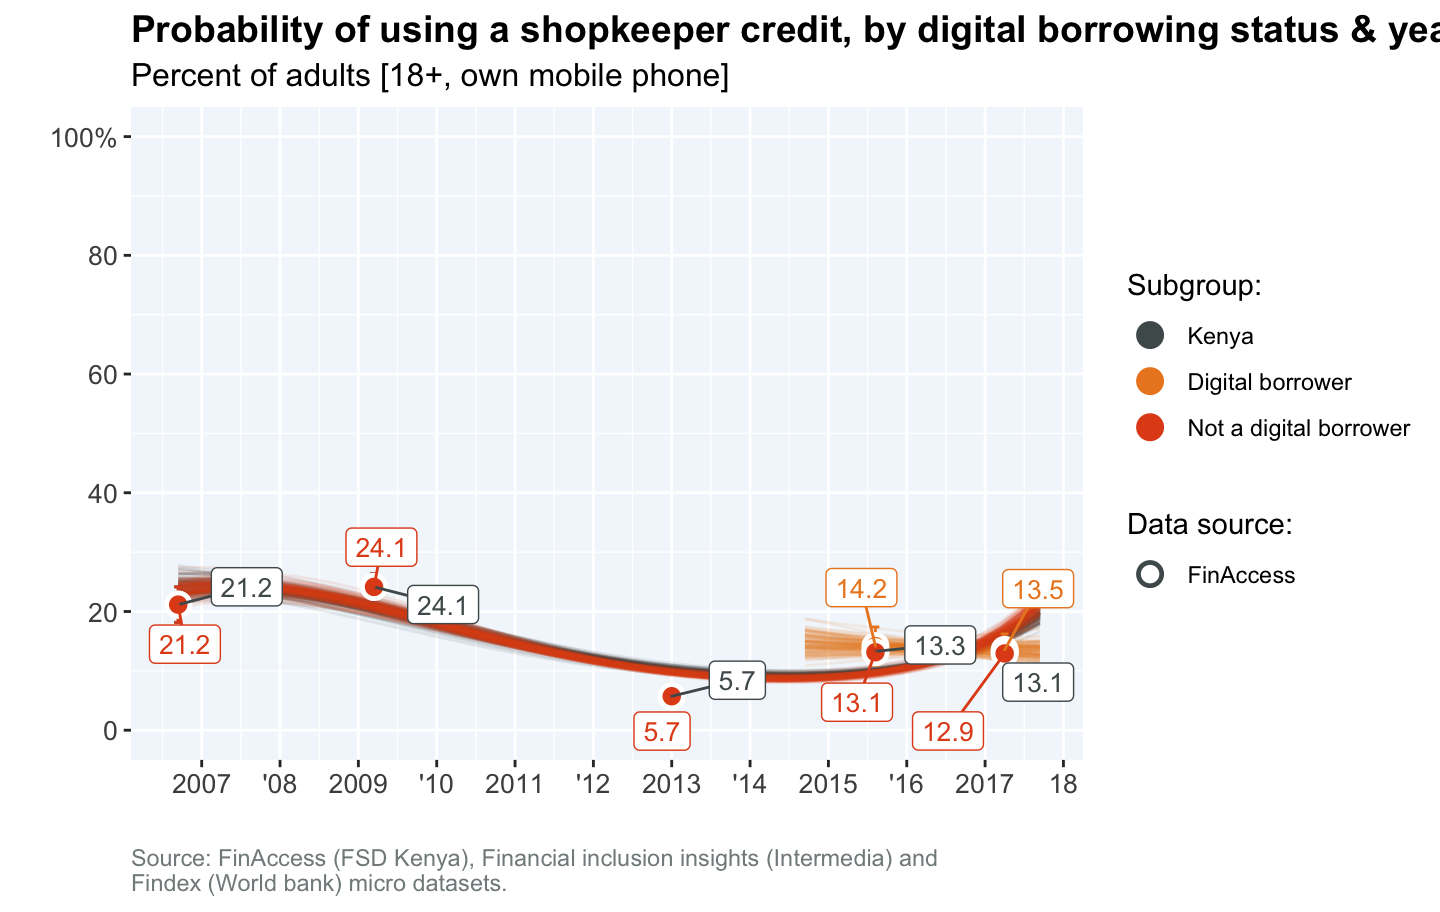 Probability of using a shopkeeper credit, by digital borrowing status & yea
Percent of adults [18+, own mobile phone]
100%
80
60
40
20
0
24.1
21.2
24.1
21.2
14.2
13.5
13.3
5.7
13.1
13.1
5.7
12.9
2007 '08 2009 '10 2011 '12 2013 '14 2015 '16 2017 18
Subgroup:
Kenya
Digital borrower
Not a digital borrower
Data source:
FinAccess
Source: FinAccess (FSD Kenya), Financial inclusion insights (Intermedia) and
Findex (World bank) micro datasets.